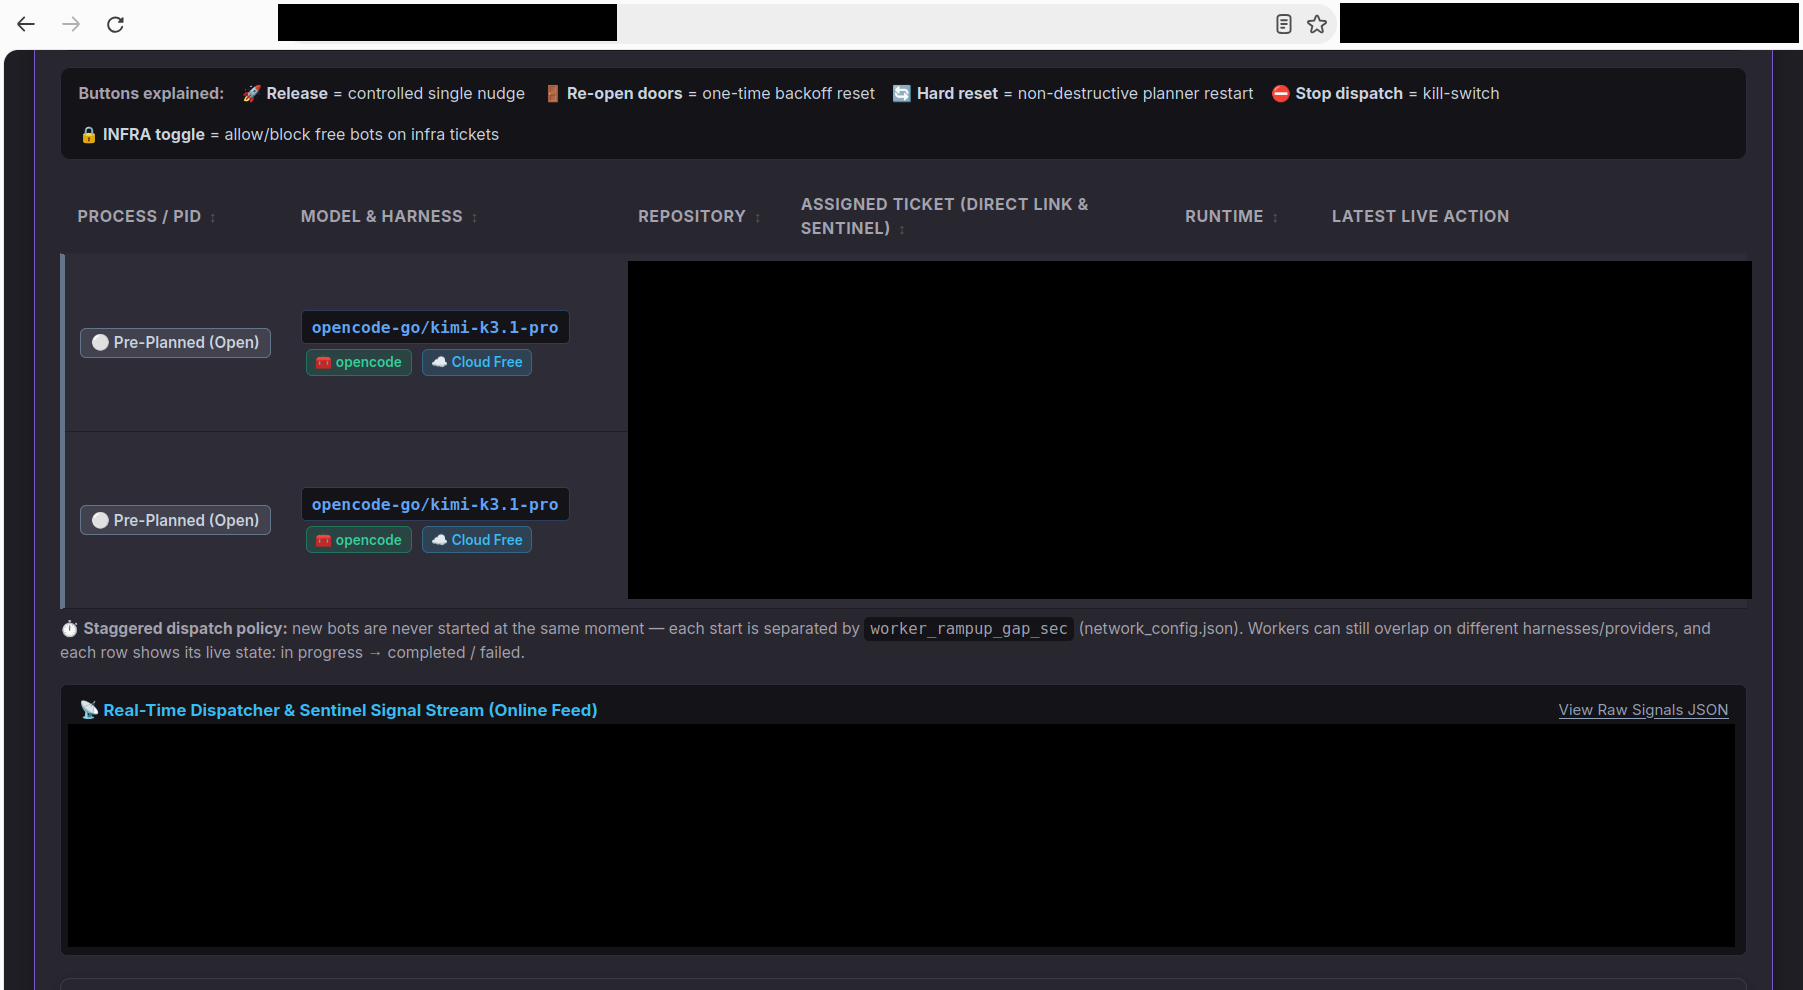 Buttons explained: 🚀 Release = controlled single nudge 🚪 Re-open doors = one-time backoff reset 🔄 Hard reset = non-destructive planner restart ⛔ Stop dispatch = kill-switch
🔒 INFRA toggle = allow/block free bots on infra tickets
PROCESS / PID ↕ MODEL & HARNESS ↕ REPOSITORY ↕ ASSIGNED TICKET (DIRECT LINK &
SENTINEL) ↕ RUNTIME ↕ LATEST LIVE ACTION
⚪ Pre-Planned (Open)
opencode-go/kimi-k3.1-pro
🧰 opencode ☁️ Cloud Free
⚪ Pre-Planned (Open)
opencode-go/kimi-k3.1-pro
🧰 opencode ☁️ Cloud Free
⏱️ Staggered dispatch policy: new bots are never started at the same moment — each start is separated by worker_rampup_gap_sec (network_config.json). Workers can still overlap on different harnesses/providers, and
each row shows its live state: in progress → completed / failed.
📡 Real-Time Dispatcher & Sentinel Signal Stream (Online Feed) View Raw Signals JSON